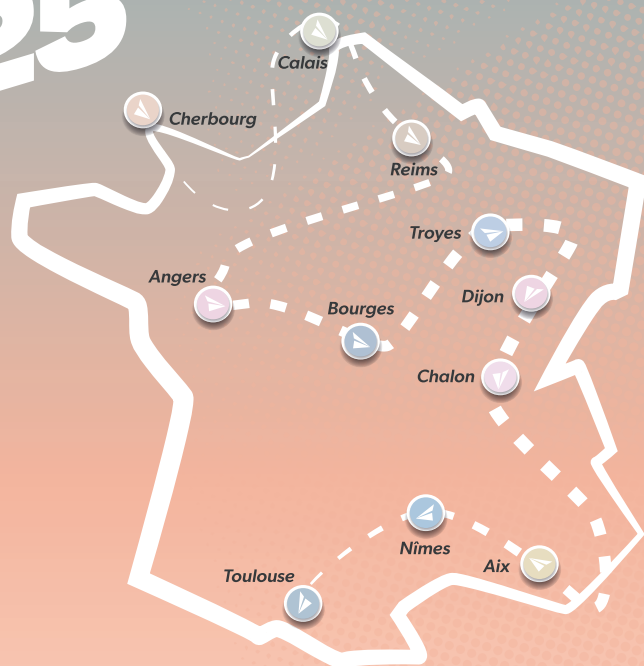 25
Calais
Cherbourg
Reims
Troyes
Angers
Dijon
Bourges
Chalon
Nîmes
Aix
Toulouse